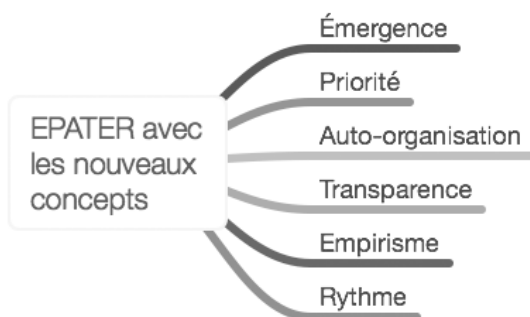 EPATER avec
les nouveaux
concepts
Émergence
Priorité
Auto-organisation
Transparence
Empirisme
Rythme